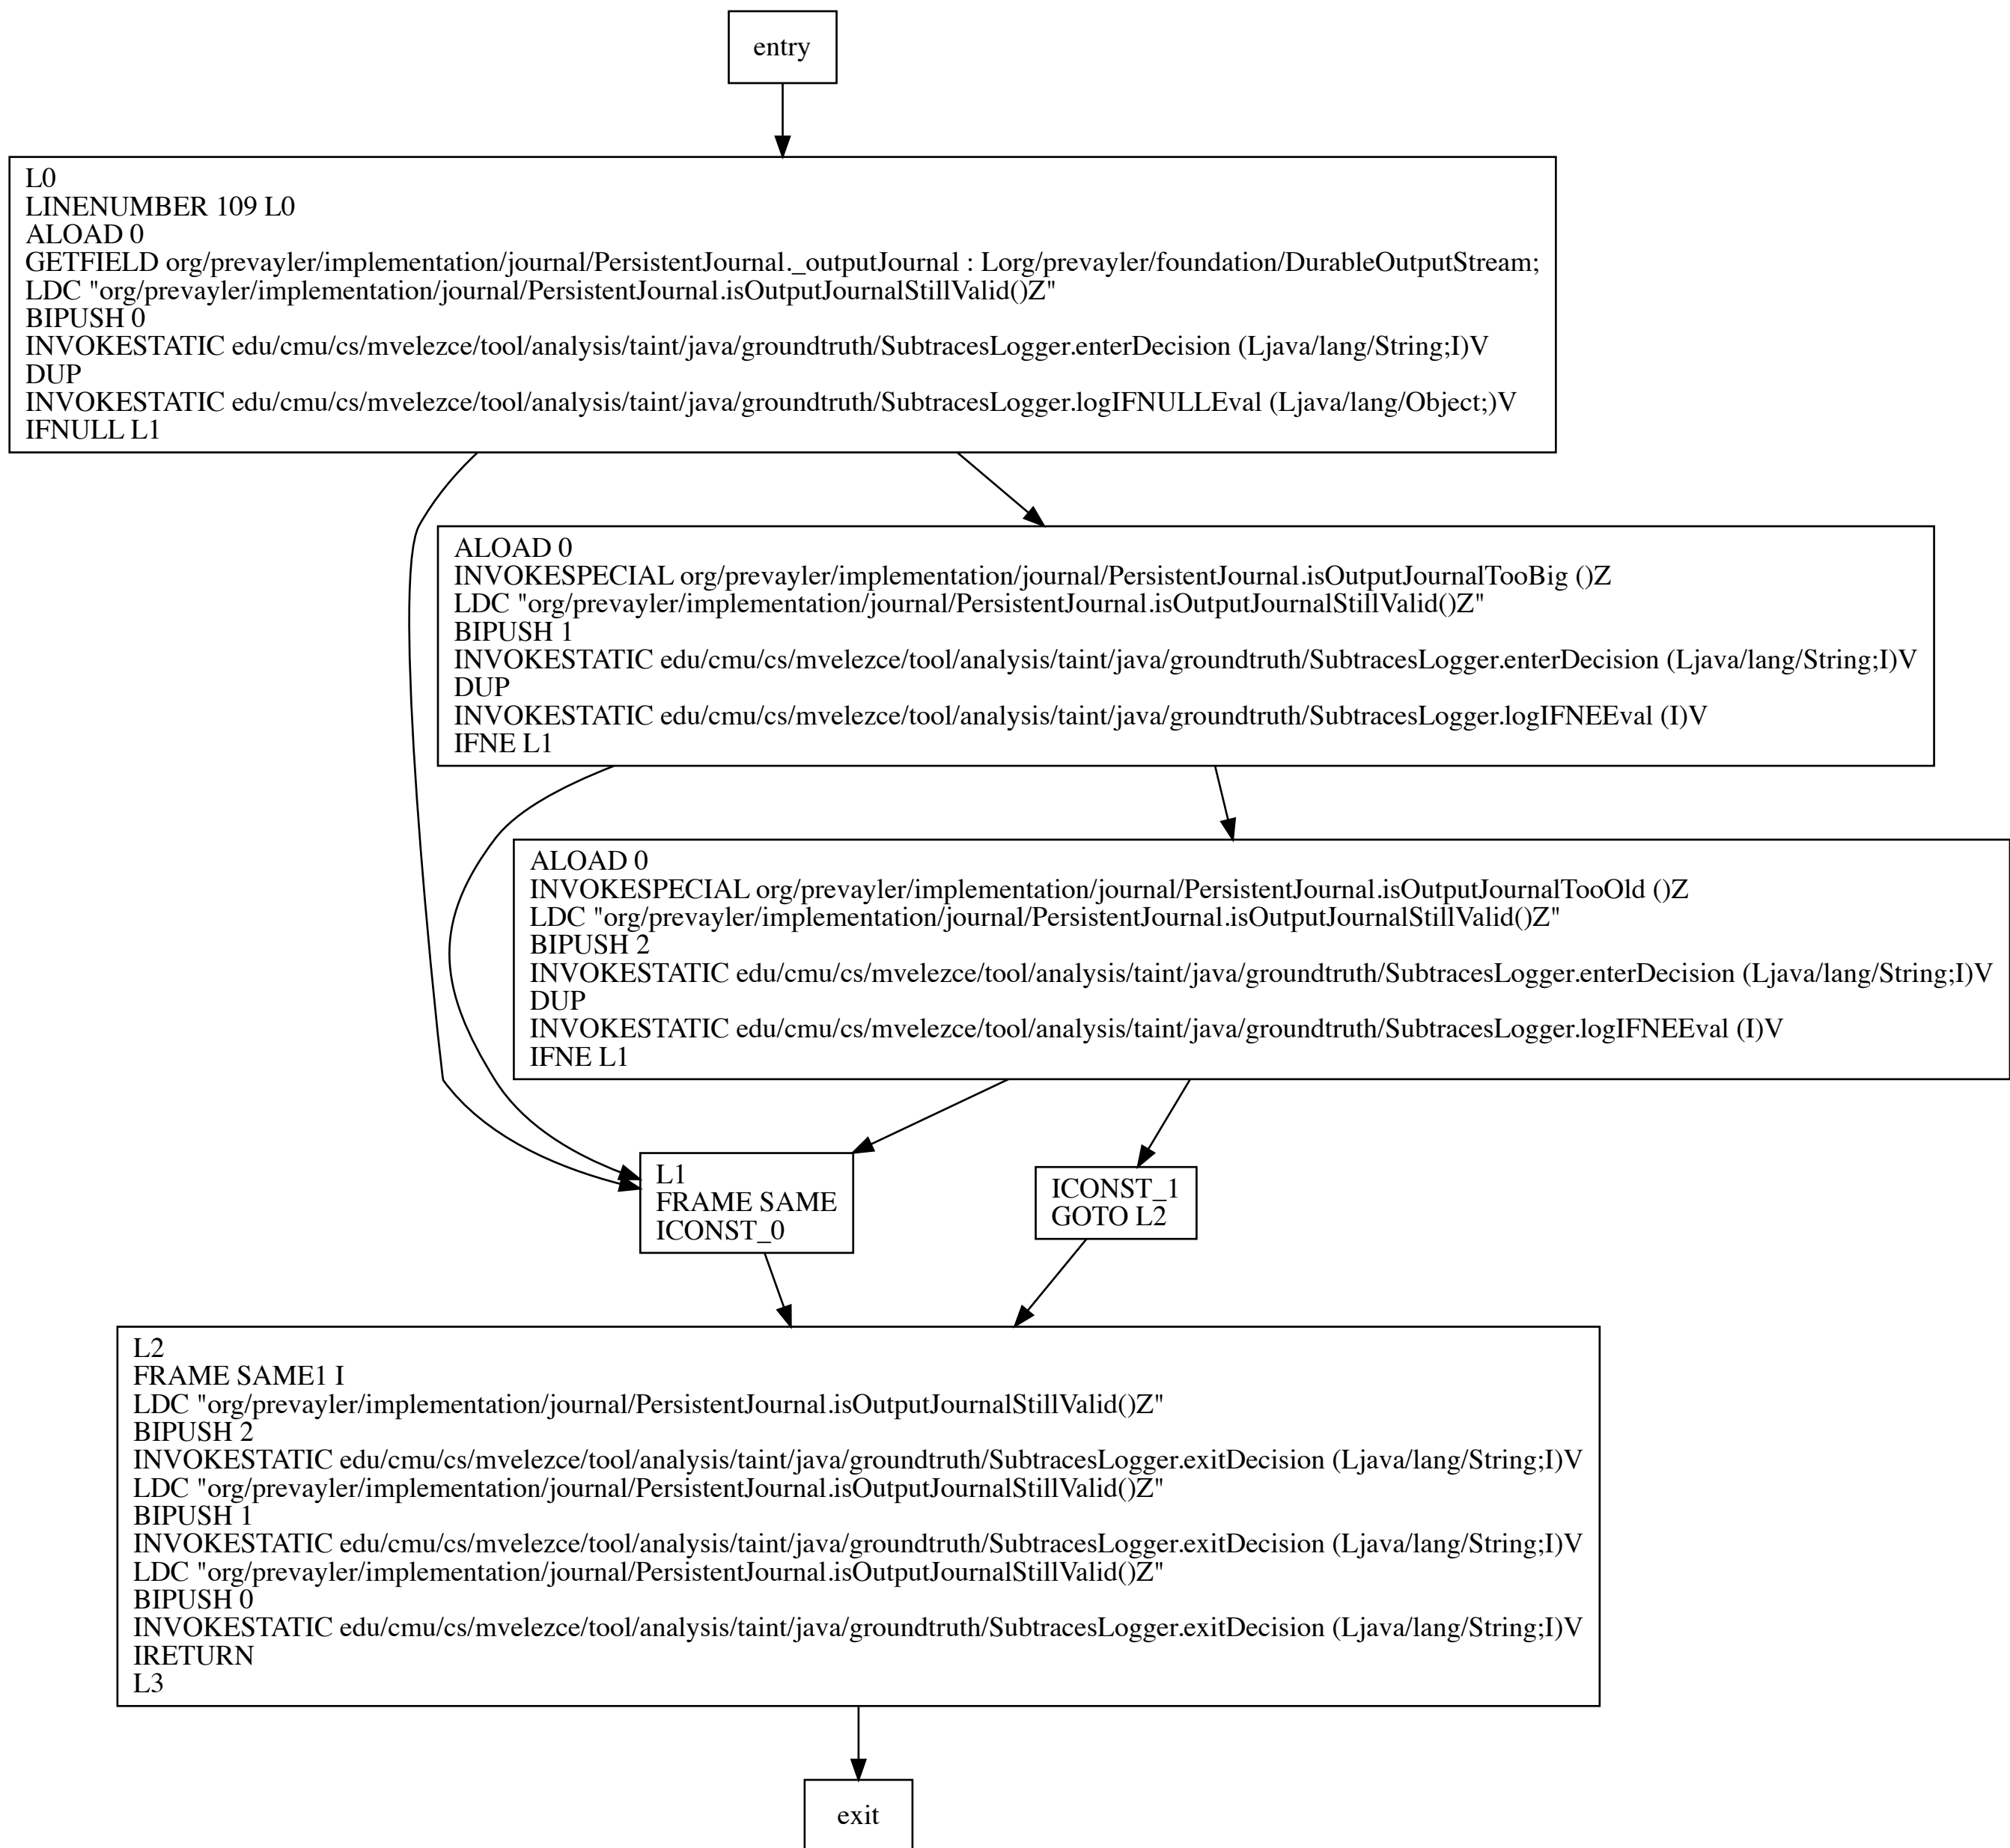 entry
L0
LINENUMBER 109 L0
ALOAD 0
GETFIELD org/prevayler/implementation/journal/PersistentJournal._outputJournal : Lorg/prevayler/foundation/DurableOutputStream;
LDC "org/prevayler/implementation/journal/PersistentJournal.isOutputJournalStillValid()Z"
BIPUSH 0
INVOKESTATIC edu/cmu/cs/mvelezce/tool/analysis/taint/java/groundtruth/SubtracesLogger.enterDecision (Ljava/lang/String;I)V
DUP
INVOKESTATIC edu/cmu/cs/mvelezce/tool/analysis/taint/java/groundtruth/SubtracesLogger.logIFNULLEval (Ljava/lang/Object;)V
IFNULL L1
ALOAD 0
INVOKESPECIAL org/prevayler/implementation/journal/PersistentJournal.isOutputJournalTooBig ()Z
LDC "org/prevayler/implementation/journal/PersistentJournal.isOutputJournalStillValid()Z"
BIPUSH 1
INVOKESTATIC edu/cmu/cs/mvelezce/tool/analysis/taint/java/groundtruth/SubtracesLogger.enterDecision (Ljava/lang/String;I)V
DUP
INVOKESTATIC edu/cmu/cs/mvelezce/tool/analysis/taint/java/groundtruth/SubtracesLogger.logIFNEEval (I)V
IFNE L1
ALOAD 0
INVOKESPECIAL org/prevayler/implementation/journal/PersistentJournal.isOutputJournalTooOld ()Z
LDC "org/prevayler/implementation/journal/PersistentJournal.isOutputJournalStillValid()Z"
BIPUSH 2
INVOKESTATIC edu/cmu/cs/mvelezce/tool/analysis/taint/java/groundtruth/SubtracesLogger.enterDecision (Ljava/lang/String;I)V
DUP
INVOKESTATIC edu/cmu/cs/mvelezce/tool/analysis/taint/java/groundtruth/SubtracesLogger.logIFNEEval (I)V
IFNE L1
L1
FRAME SAME
ICONST_0
ICONST_1
GOTO L2
L2
FRAME SAME1 I
LDC "org/prevayler/implementation/journal/PersistentJournal.isOutputJournalStillValid()Z"
BIPUSH 2
INVOKESTATIC edu/cmu/cs/mvelezce/tool/analysis/taint/java/groundtruth/SubtracesLogger.exitDecision (Ljava/lang/String;I)V
LDC "org/prevayler/implementation/journal/PersistentJournal.isOutputJournalStillValid()Z"
BIPUSH 1
INVOKESTATIC edu/cmu/cs/mvelezce/tool/analysis/taint/java/groundtruth/SubtracesLogger.exitDecision (Ljava/lang/String;I)V
LDC "org/prevayler/implementation/journal/PersistentJournal.isOutputJournalStillValid()Z"
BIPUSH 0
INVOKESTATIC edu/cmu/cs/mvelezce/tool/analysis/taint/java/groundtruth/SubtracesLogger.exitDecision (Ljava/lang/String;I)V
IRETURN
L3
exit